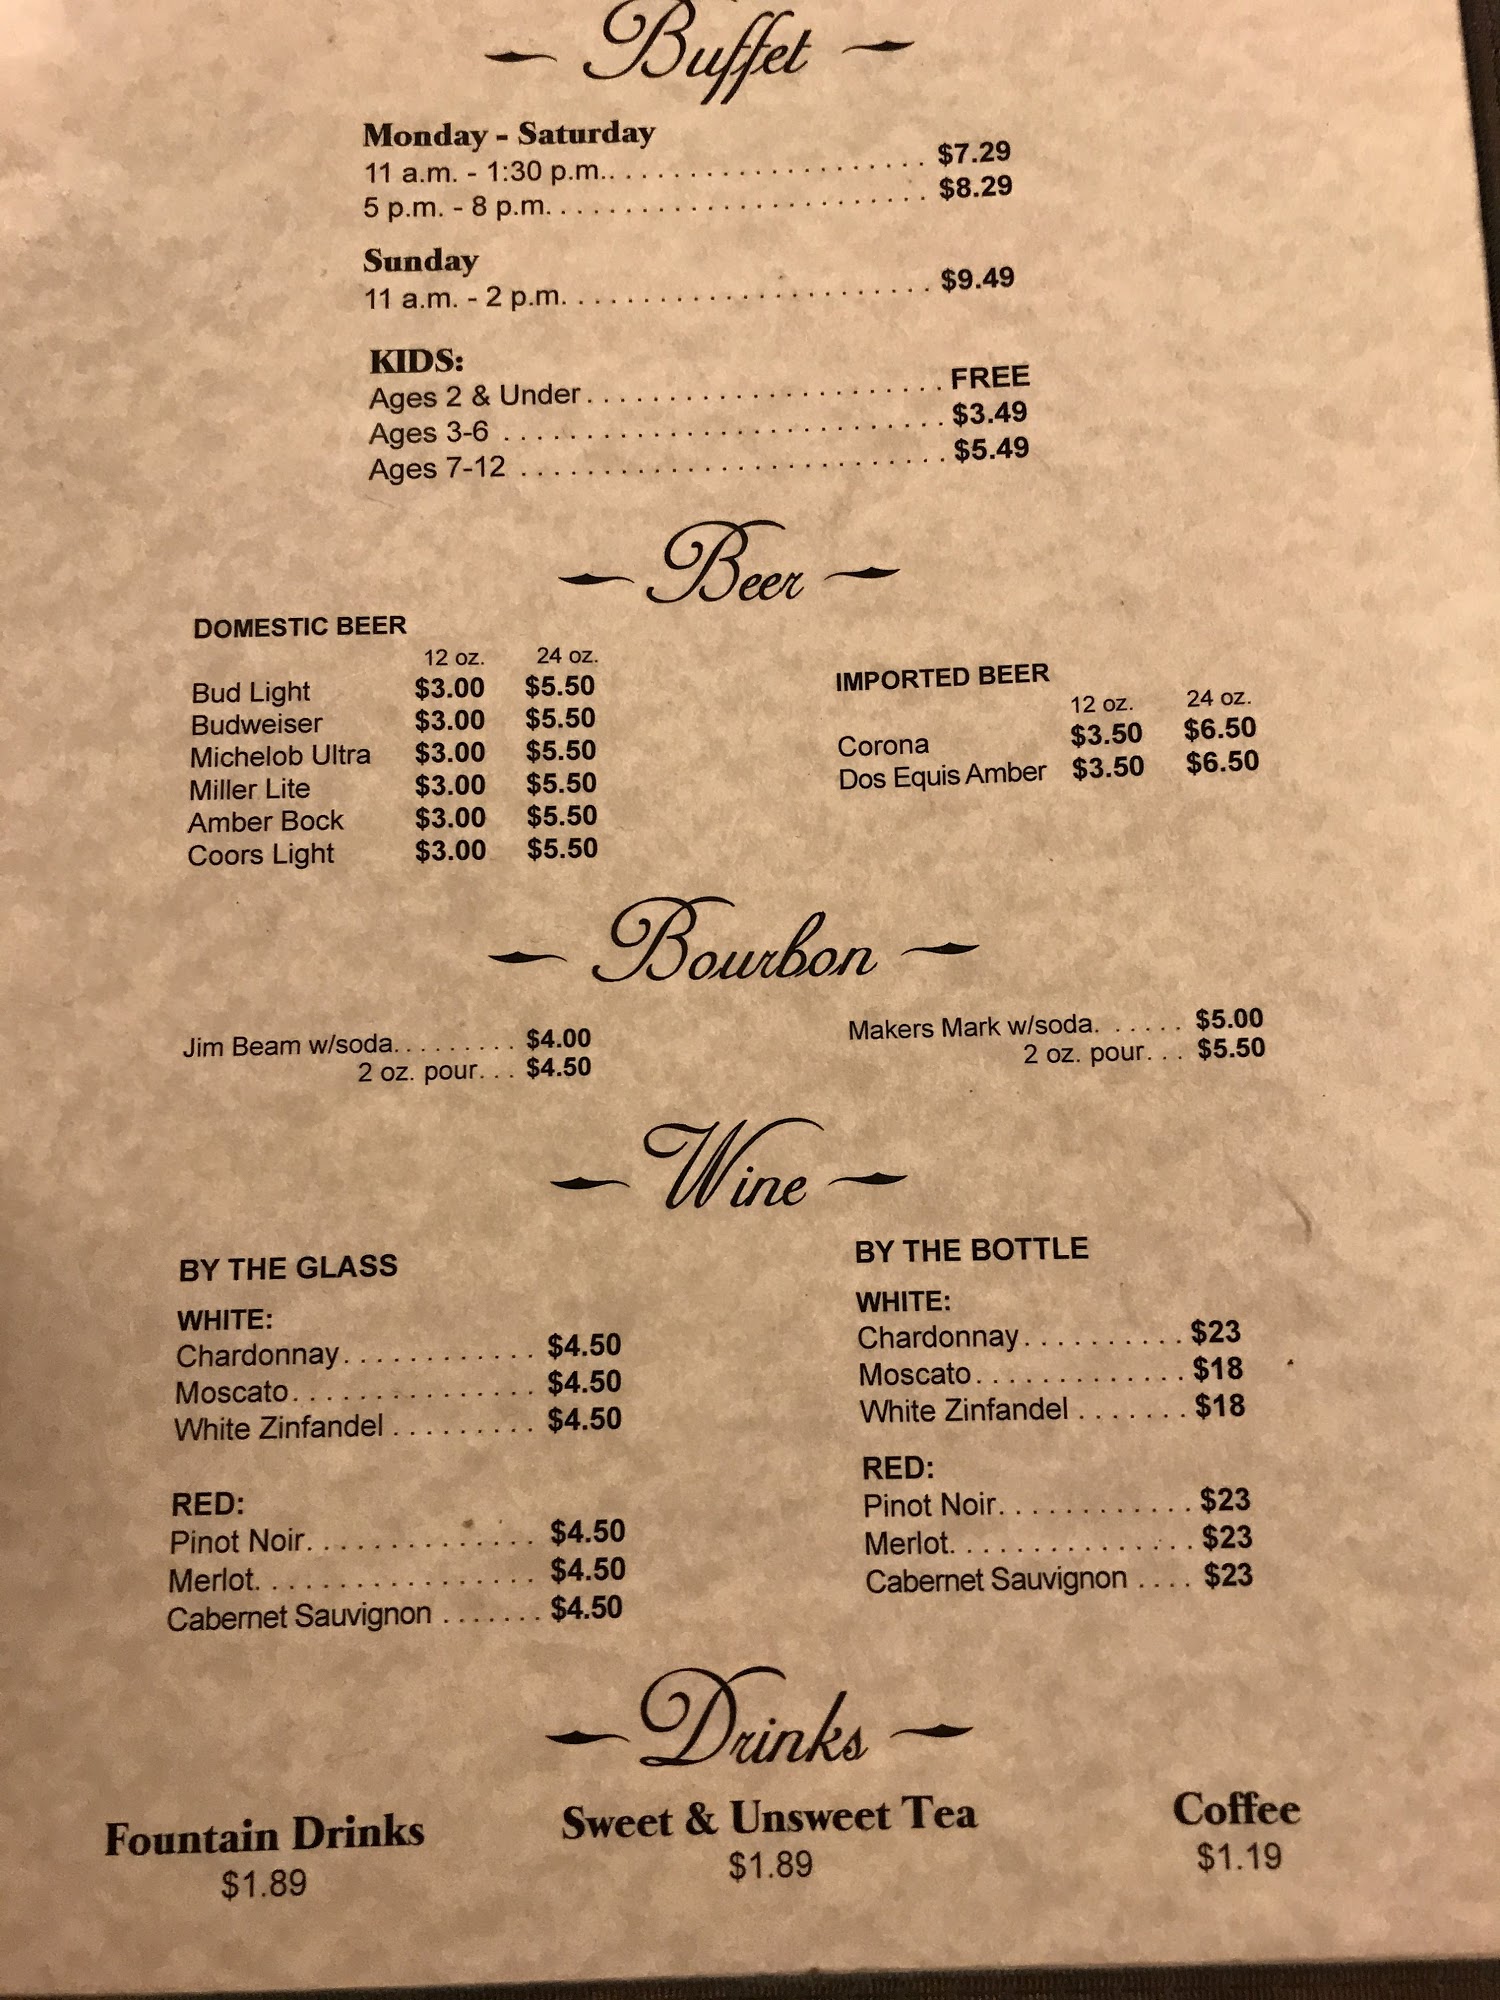 Buffet
Monday - Saturday
11 a.m. - 1:30 p.m.. . . . . . . . . . . . . . . . . . . . $7.29
5 p.m. - 8 p.m. . . . . . . . . . . . . . . . . . . . . . . . $8.29
Sunday
11 a.m. - 2 p.m. . . . . . . . . . . . . . . . . . . . . . . $9.49
KIDS:
Ages 2 & Under . . . . . . . . . . . . . . . . . . . . . . FREE
Ages 3-6 . . . . . . . . . . . . . . . . . . . . . . . . . . . $3.49
Ages 7-12 . . . . . . . . . . . . . . . . . . . . . . . . . . $5.49
Beer
DOMESTIC BEER
12 oz. 24 oz.
Bud Light $3.00 $5.50
Budweiser $3.00 $5.50
Michelob Ultra $3.00 $5.50
Miller Lite $3.00 $5.50
Amber Bock $3.00 $5.50
Coors Light $3.00 $5.50
IMPORTED BEER
12 oz. 24 oz.
Corona $3.50 $6.50
Dos Equis Amber $3.50 $6.50
Bourbon
Jim Beam w/soda. . . . . . . . . $4.00
2 oz. pour. . . $4.50
Makers Mark w/soda. . . . . . $5.00
2 oz. pour. . . $5.50
Wine
BY THE GLASS
WHITE:
Chardonnay. . . . . . . . . . . . $4.50
Moscato. . . . . . . . . . . . . . . $4.50
White Zinfandel . . . . . . . . . $4.50
RED:
Pinot Noir. . . . . . . . . . . . . . $4.50
Merlot. . . . . . . . . . . . . . . . . $4.50
Cabernet Sauvignon . . . . . . . $4.50
BY THE BOTTLE
WHITE:
Chardonnay. . . . . . . . . . $23
Moscato. . . . . . . . . . . . . $18
White Zinfandel . . . . . . . $18
RED:
Pinot Noir. . . . . . . . . . . . $23
Merlot. . . . . . . . . . . . . . . $23
Cabernet Sauvignon . . . . $23
Drinks
Fountain Drinks
$1.89
Sweet & Unsweet Tea
$1.89
Coffee
$1.19